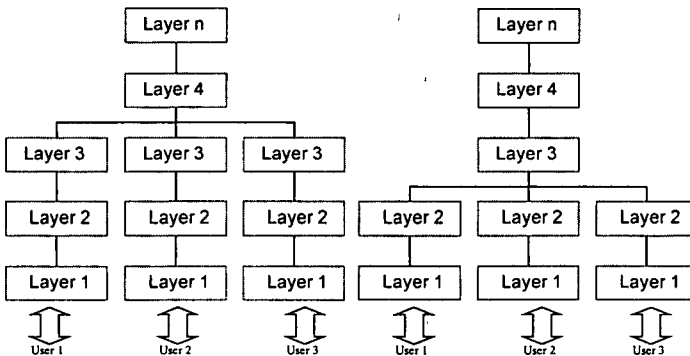 Layer n Layer n
Layer 4 Layer 4
Layer 3 Layer 3 Layer 3 Layer 3
Layer 2 Layer 2 Layer 2 Layer 2 Layer 2 Layer 2
Layer 1 Layer 1 Layer 1 Layer 1 Layer 1 Layer 1
User 1 User 2 User 3 User 1 User 2 User 3